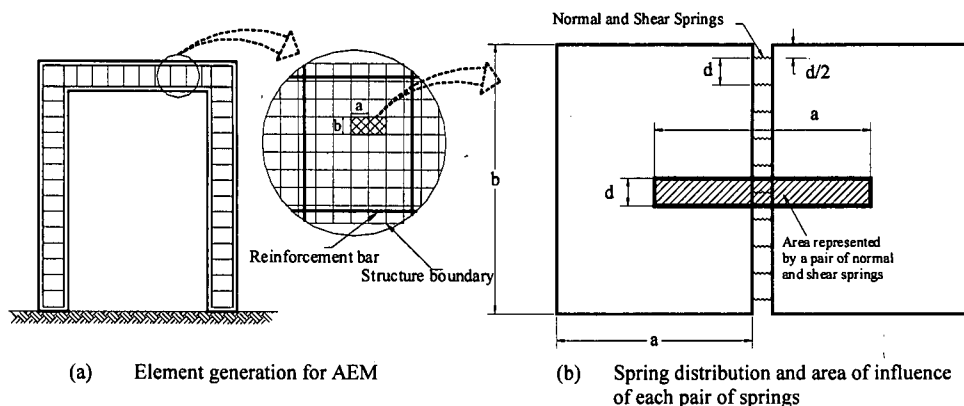 Normal and Shear Springs
d
d/2
a
a
b
b
d
Reinforcement bar
Structure boundary
Area represented
by a pair of normal
and shear springs
a
(a) Element generation for AEM
(b) Spring distribution and area of influence
of each pair of springs